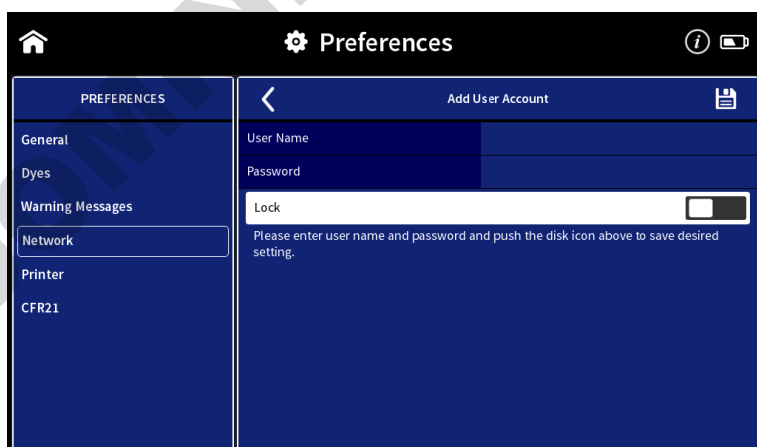 Preferences
i
PREFERENCES
General
Dyes
Warning Messages
Network
Printer
CFR21
Add User Account
User Name
Password
Lock
Please enter user name and password and push the disk icon above to save desired
setting.